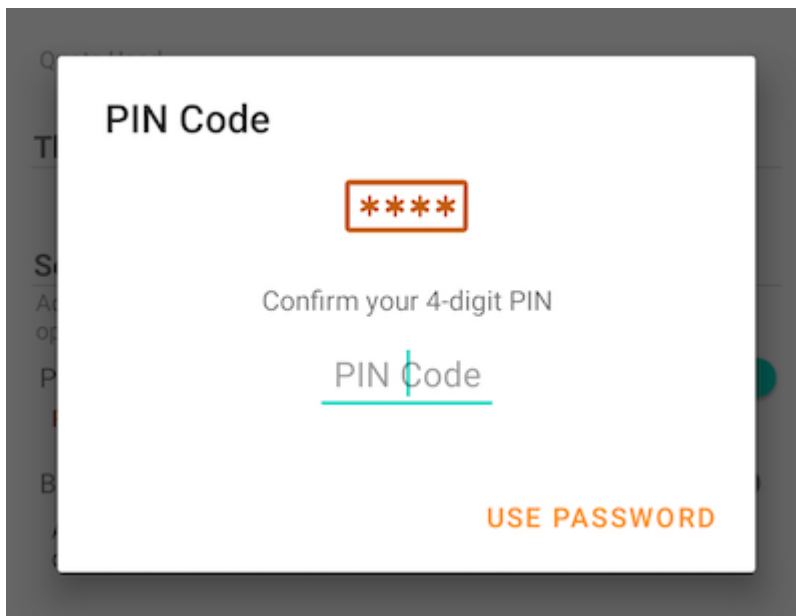 PIN Code
****
Confirm your 4-digit PIN
PIN Code
USE PASSWORD